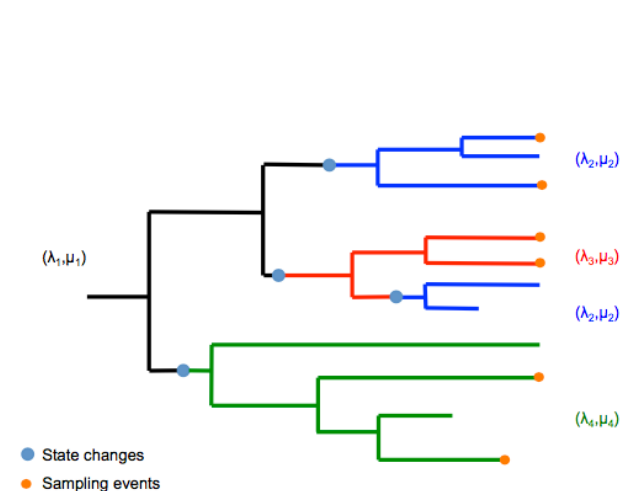 (λ₂,μ₂)
(λ₁,μ₁)
(λ₃,μ₃)
(λ₂,μ₂)
(λ₄,μ₄)
State changes
Sampling events